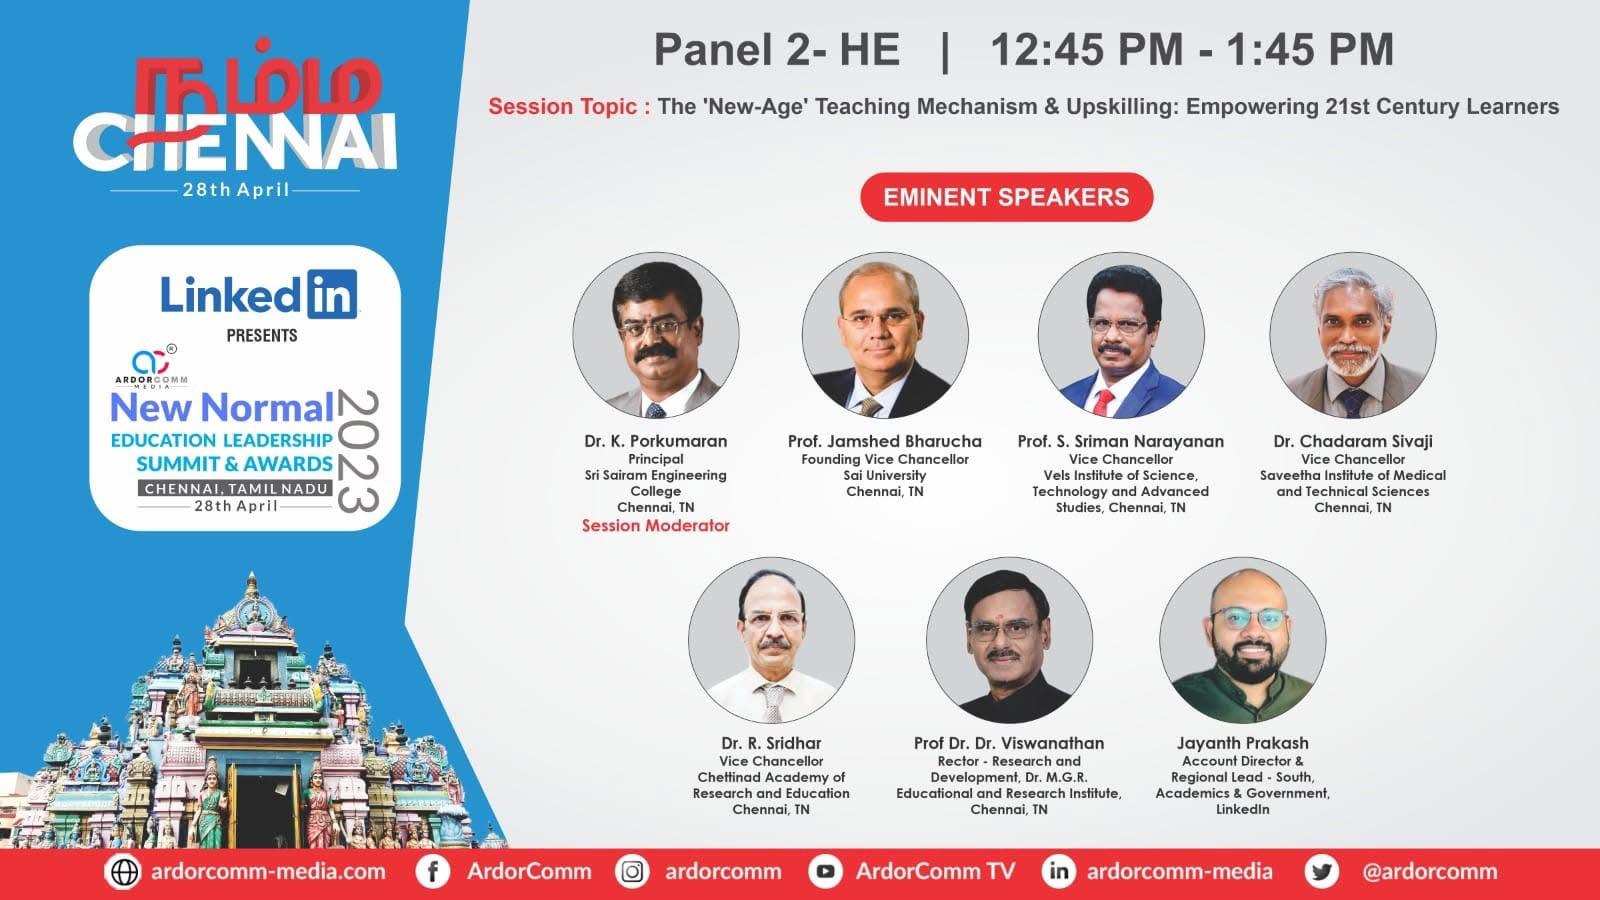 நம்ம
CHENNAI
28th April
LinkedIn
PRESENTS
ARDORCOMM
MEDIA
New Normal
EDUCATION LEADERSHIP
SUMMIT & AWARDS
2023
CHENNAI, TAMIL NADU
28th April
Panel 2- HE | 12:45 PM - 1:45 PM
Session Topic : The 'New-Age' Teaching Mechanism & Upskilling: Empowering 21st Century Learners
EMINENT SPEAKERS
Dr. K. Porkumaran
Principal
Sri Sairam Engineering
College
Chennai, TN
Session Moderator
Prof. Jamshed Bharucha
Founding Vice Chancellor
Sai University
Chennai, TN
Prof. S. Sriman Narayanan
Vice Chancellor
Vels Institute of Science,
Technology and Advanced
Studies, Chennai, TN
Dr. Chadaram Sivaji
Vice Chancellor
Saveetha Institute of Medical
and Technical Sciences
Chennai, TN
Dr. R. Sridhar
Vice Chancellor
Chettinad Academy of
Research and Education
Chennai, TN
Prof Dr. Dr. Viswanathan
Rector - Research and
Development, Dr. M.G.R.
Educational and Research Institute,
Chennai, TN
Jayanth Prakash
Account Director &
Regional Lead - South,
Academics & Government,
LinkedIn
ardorcomm-media.com ArdorComm ardorcomm ArdorComm TV ardorcomm-media @ardorcomm